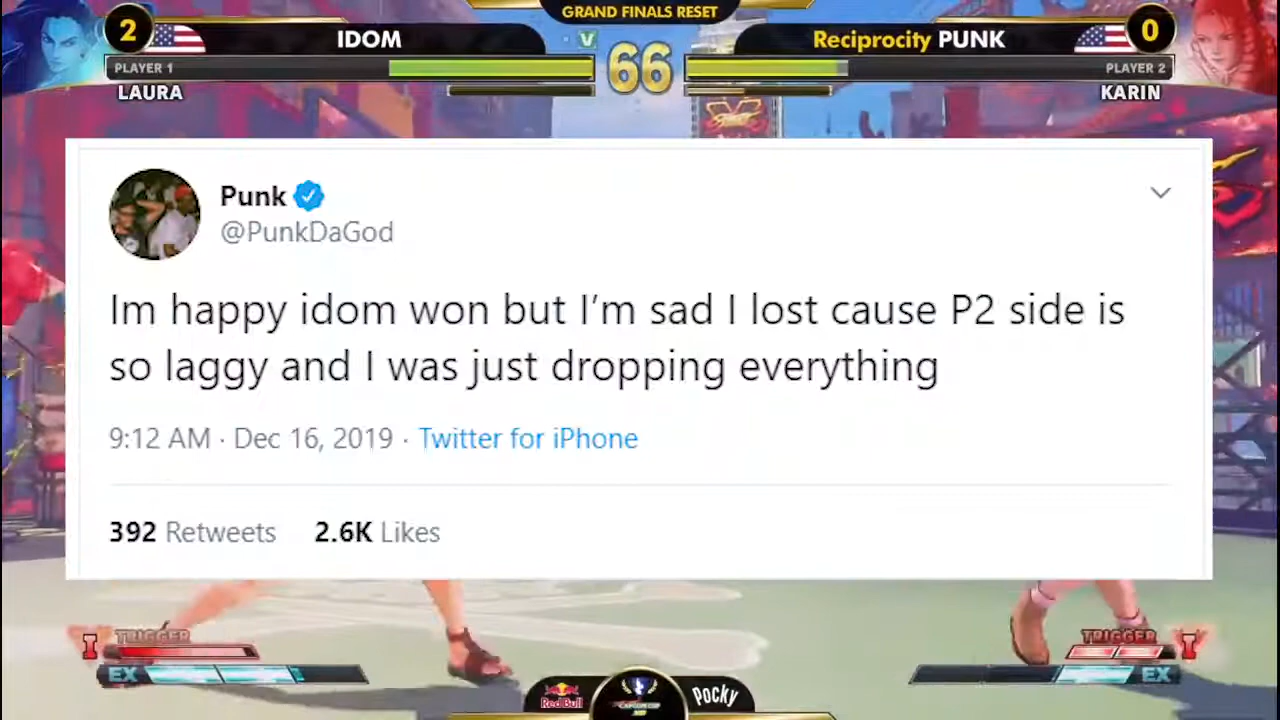 GRAND FINALS RESET
2 IDOM 66 Reciprocity PUNK 0
PLAYER 1 PLAYER 2
LAURA KARIN
Punk
@PunkDaGod
Im happy idom won but I’m sad I lost cause P2 side is
so laggy and I was just dropping everything
9:12 AM · Dec 16, 2019 · Twitter for iPhone
392 Retweets 2.6K Likes
I TRIGGER TRIGGER I
EX EX
Red Bull Pocky